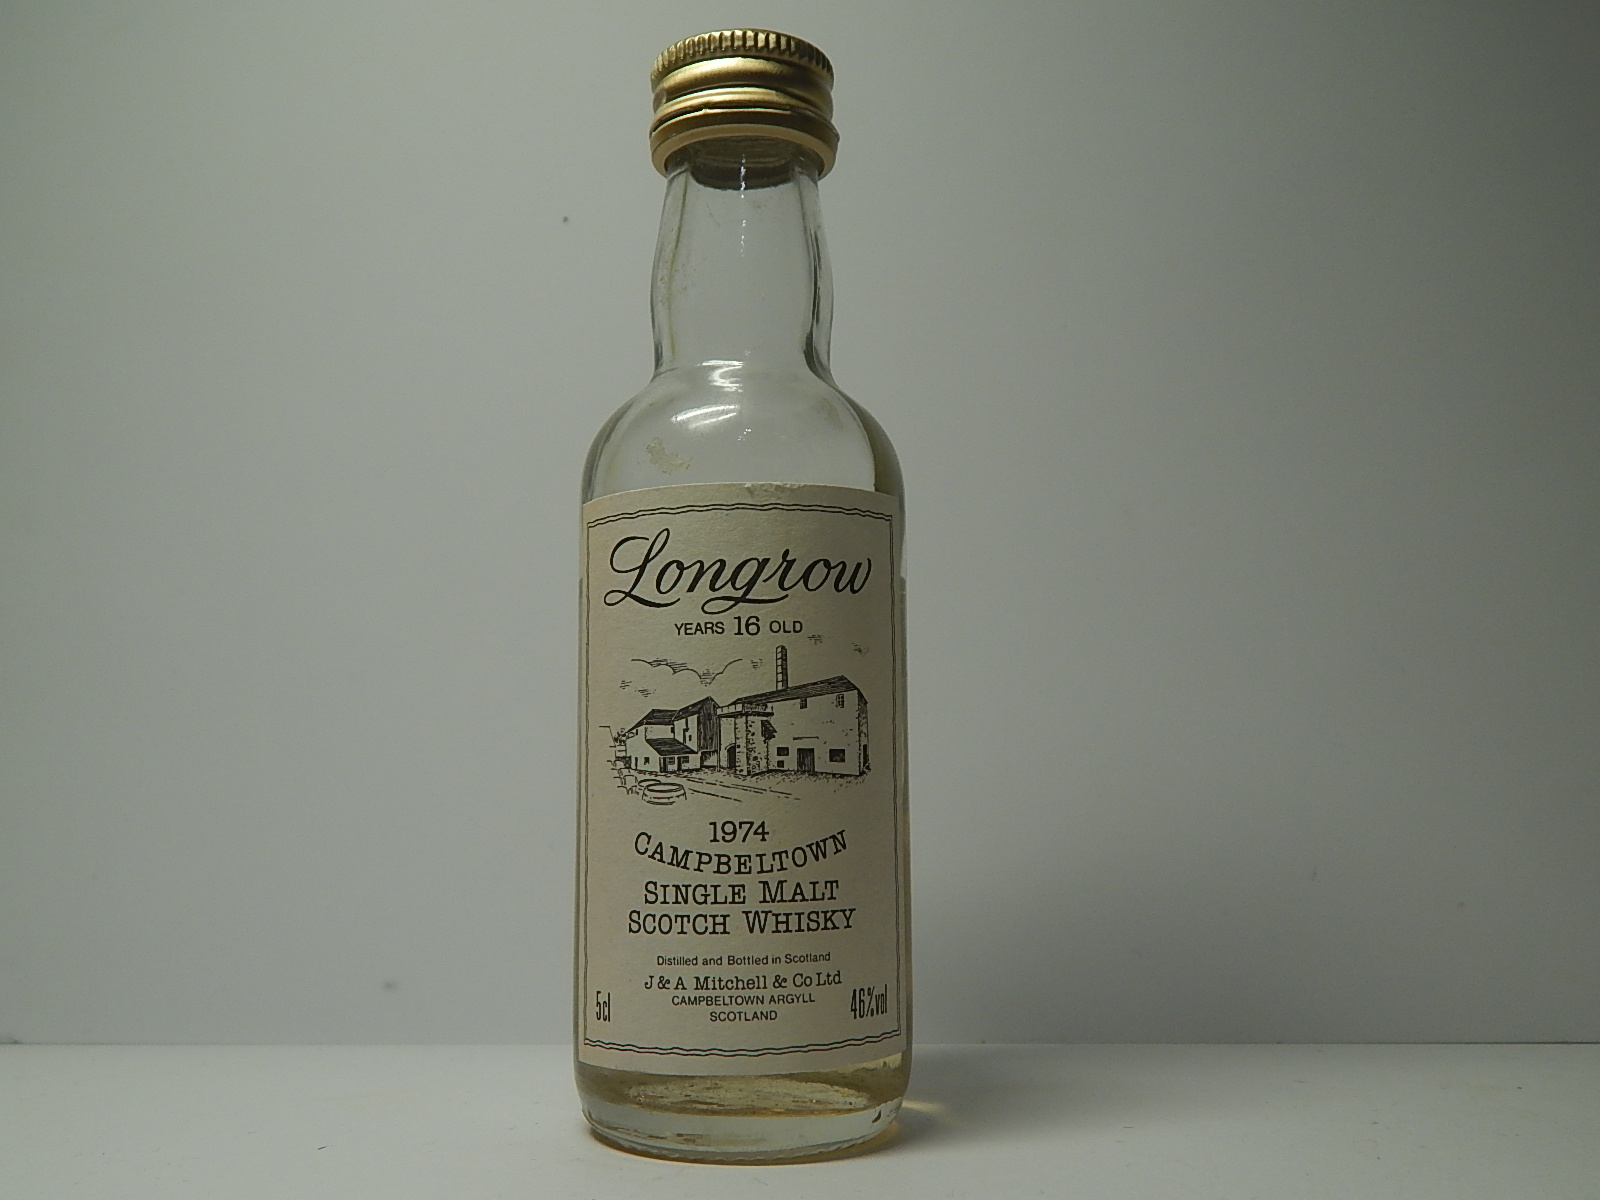 Longrow
YEARS 16 OLD
1974
CAMPBELTOWN
SINGLE MALT
SCOTCH WHISKY
Distilled and Bottled in Scotland
J & A Mitchell & Co Ltd
CAMPBELTOWN ARGYLL
SCOTLAND
5cl
46%vol